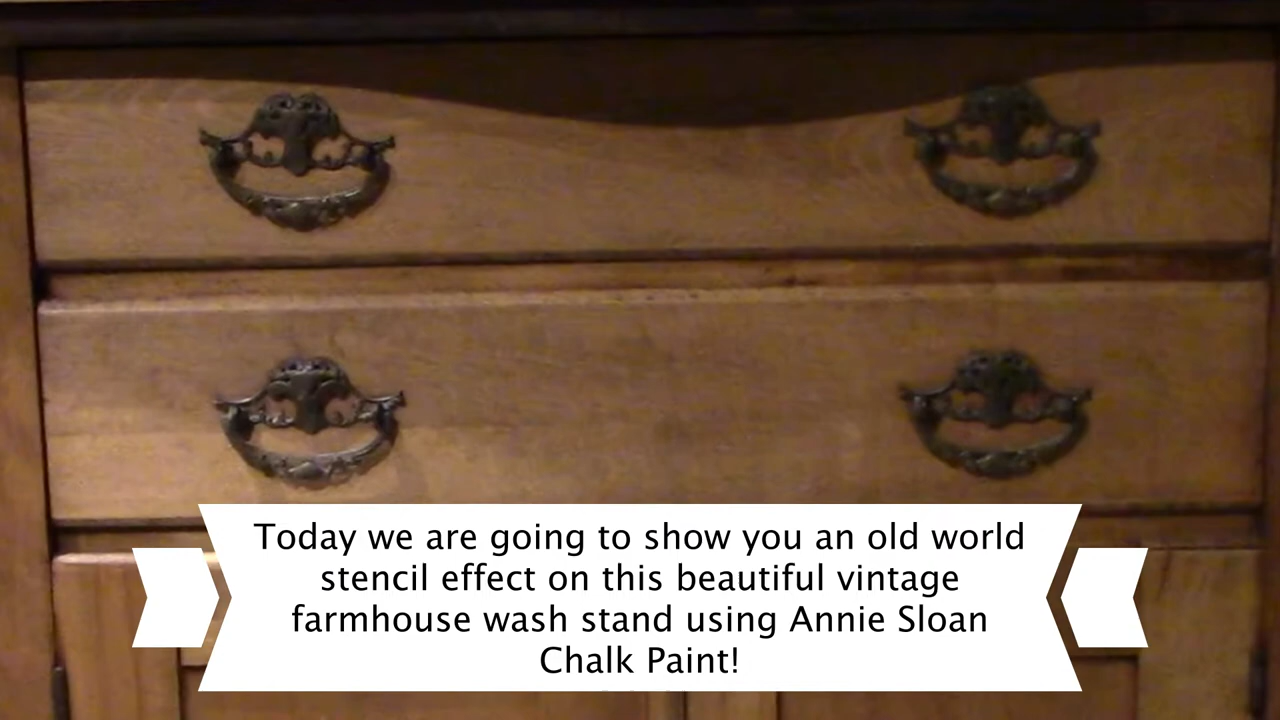 Today we are going to show you an old world
stencil effect on this beautiful vintage
farmhouse wash stand using Annie Sloan
Chalk Paint!